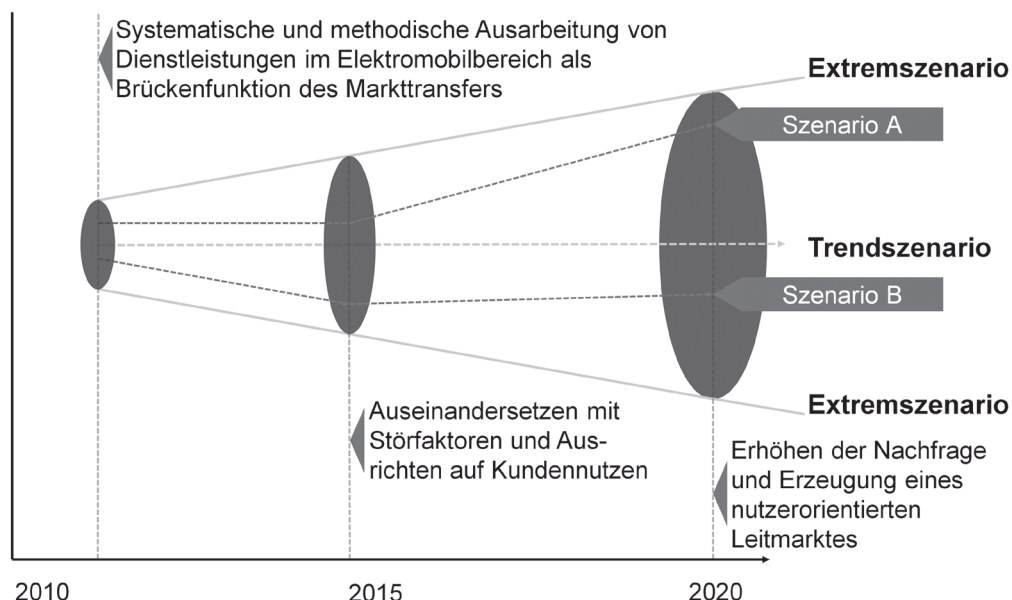 Systematische und methodische Ausarbeitung von
Dienstleistungen im Elektromobilbereich als
Brückenfunktion des Markttransfers
Extremszenario
Szenario A
Trendszenario
Szenario B
Extremszenario
Auseinandersetzen mit
Störfaktoren und Aus-
richten auf Kundennutzen
Erhöhen der Nachfrage
und Erzeugung eines
nutzerorientierten
Leitmarktes
2010
2015
2020